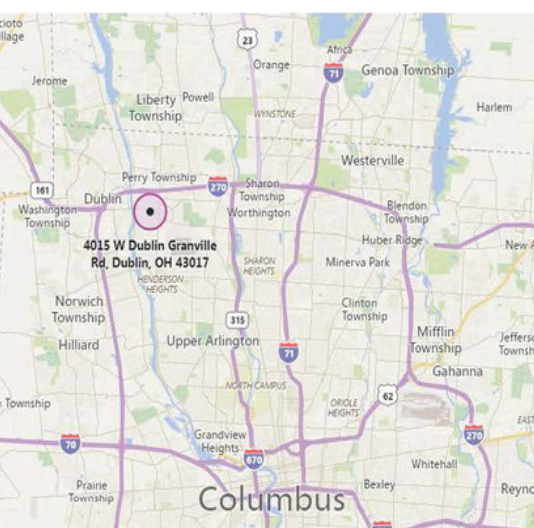 cioto
illage
23
Africa
Orange
71
Genoa Township
Jerome
Liberty
Township
Powell
WYNSTONE
Harlem
Westerville
Perry Township
270
Sharon
Township
161
Dublin
Washington
Township
Worthington
Blendon
Township
Huber Ridge
New A
4015 W Dublin Granville
Rd, Dublin, OH 43017
SHARON
HEIGHTS
Minerva Park
HENDERSON
HEIGHTS
Norwich
Township
Clinton
Township
315
Hilliard
Upper Arlington
71
Mifflin
Township
Jefferso
Townsh
Gahanna
NORTH CAMPUS
62
ORIOLE
HEIGHTS
n Township
EAST
70
Grandview
Heights
670
270
Whitehall
Prairie
Township
Bexley
Reyno
Columbus